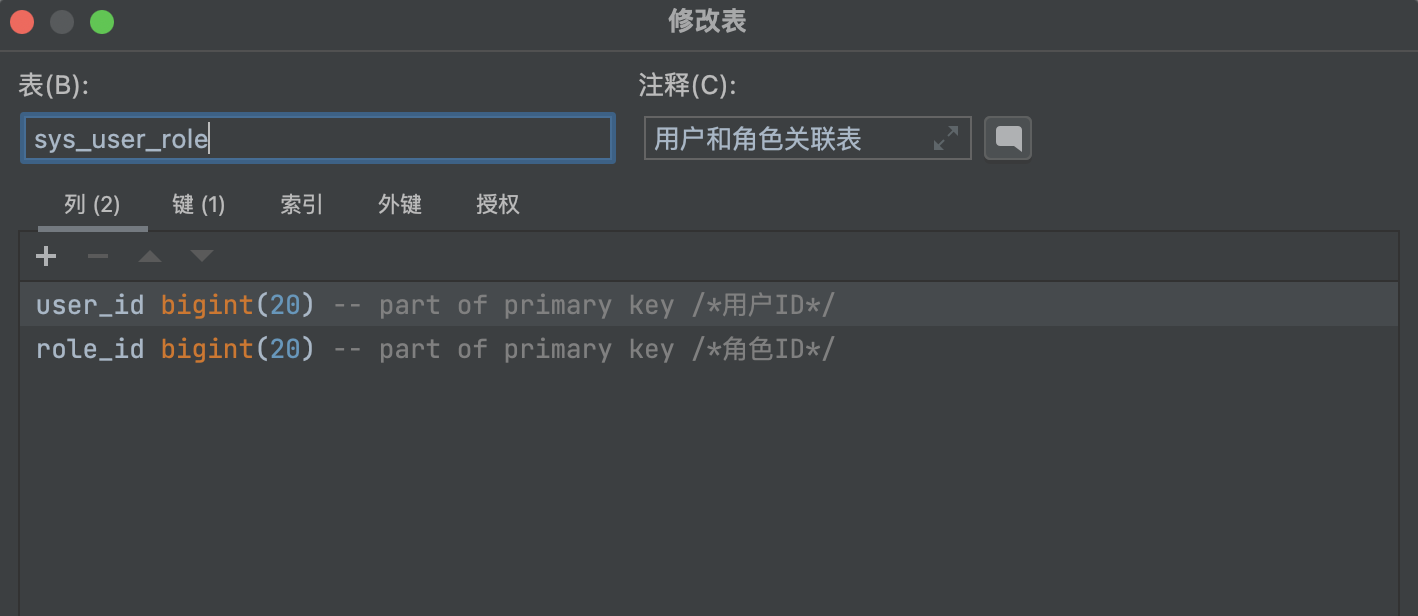 修改表
表(B):
注释(C):
sys_user_role
用户和角色关联表
列 (2) 键 (1) 索引 外键 授权
user_id bigint(20) -- part of primary key /*用户ID*/
role_id bigint(20) -- part of primary key /*角色ID*/